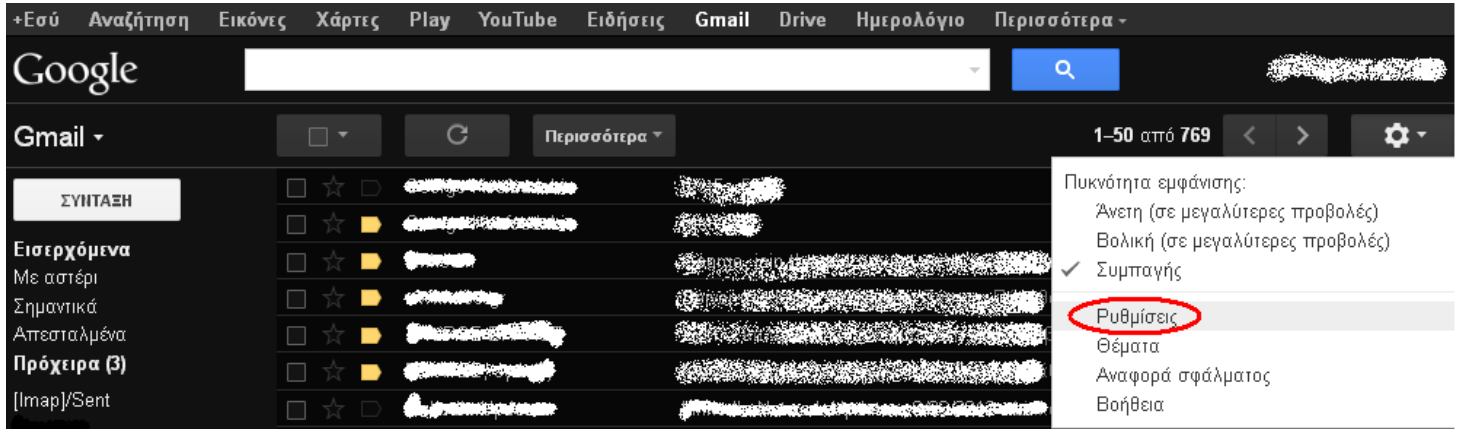 +Εσύ Αναζήτηση Εικόνες Χάρτες Play YouTube Ειδήσεις Gmail Drive Ημερολόγιο Περισσότερα
Google
Gmail Περισσότερα 1–50 από 769
ΣΥΝΤΑΞΗ
Εισερχόμενα
Με αστέρι
Σημαντικά
Απεσταλμένα
Πρόχειρα (3)
[Imap]/Sent
Πυκνότητα εμφάνισης:
Άνετη (σε μεγαλύτερες προβολές)
Βολική (σε μεγαλύτερες προβολές)
Συμπαγής
Ρυθμίσεις
Θέματα
Αναφορά σφάλματος
Βοήθεια